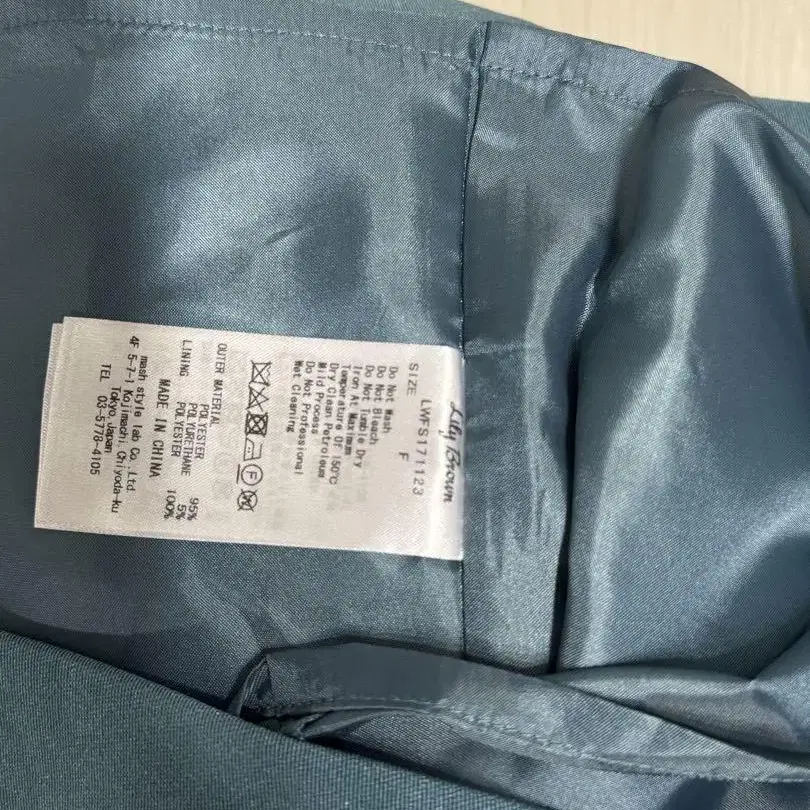 Lily Brown
LWFS171123
SIZE F
Do Not Wash
Do Not Bleach
Do Not Tumble Dry
Iron At Maximum
Temperature Of 150℃
Dry Clean Petroleum
Mild Process
Do Not Professional
Wet Cleaning
F
OUTER MATERIAL
POLYESTER 95%
POLYURETHANE 5%
LINING
POLYESTER 100%
MADE IN CHINA
mash style lab Co.,Ltd
4F 5-7-1 Kojimachi, Chiyoda-ku
Tokyo, Japan
TEL 03-5778-4105